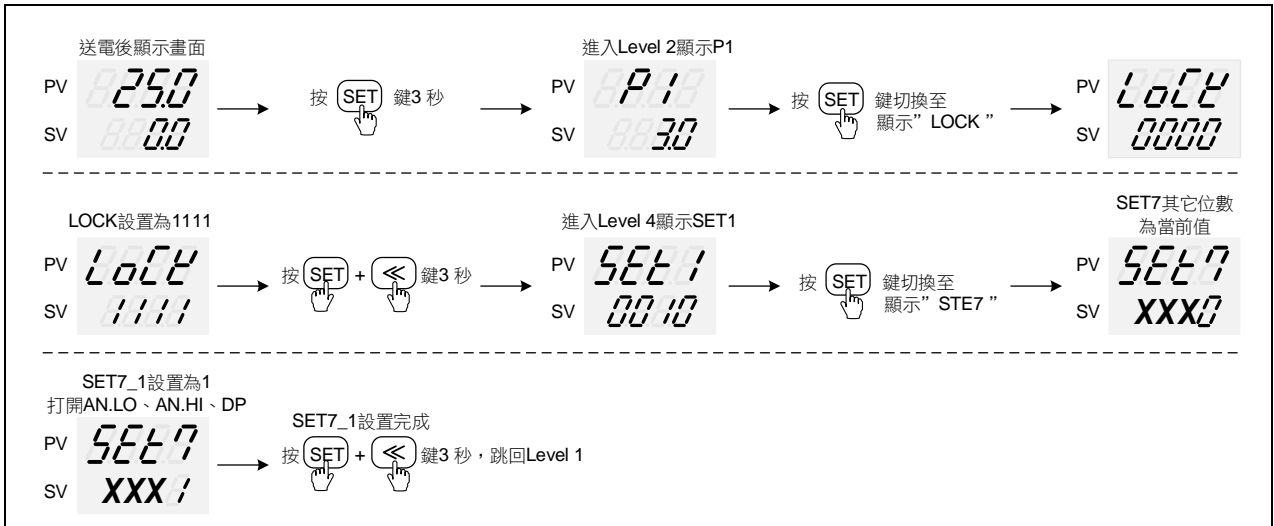 送電後顯示畫面
PV 25.0
SV 0.0
按 SET 鍵3 秒
進入Level 2顯示P1
PV P1
SV 3.0
按 SET 鍵切換至
顯示” LOCK ”
PV LoCK
SV 0000
LOCK設置為1111
PV LoCK
SV 1111
按 SET + ≪ 鍵3 秒
進入Level 4顯示SET1
PV SEt1
SV 0010
按 SET 鍵切換至
顯示” STE7 ”
SET7其它位數
為當前值
PV SEt7
SV XXX0
SET7_1設置為1
打開AN.LO、AN.HI、DP
PV SEt7
SV XXX1
SET7_1設置完成
按 SET + ≪ 鍵3 秒，跳回Level 1